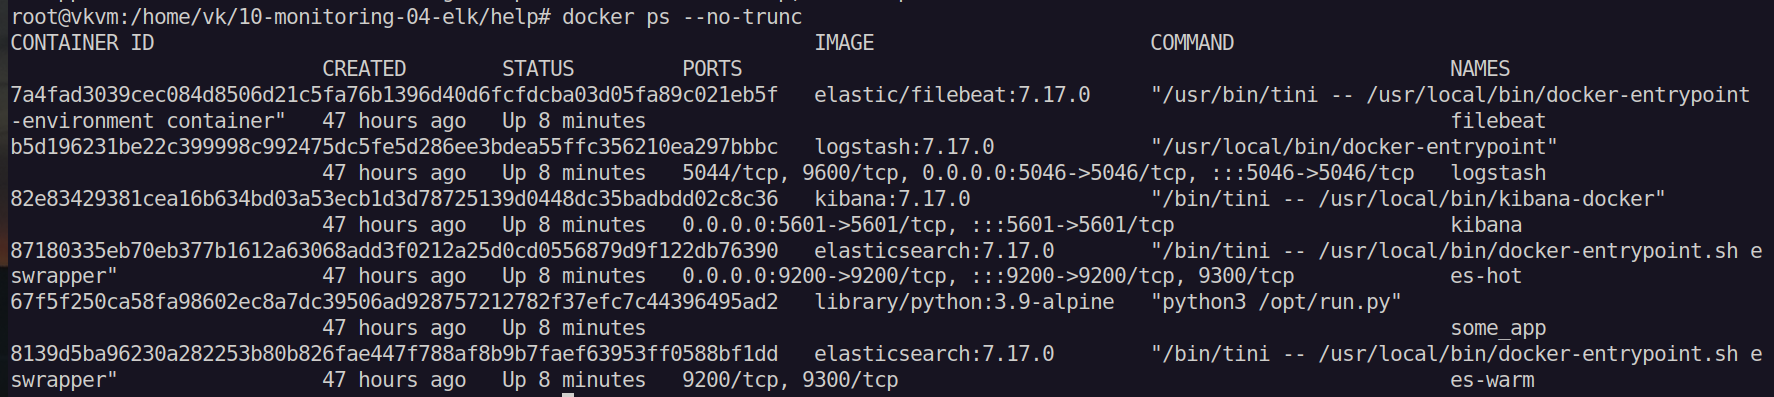 root@vkvm:/home/vk/10-monitoring-04-elk/help# docker ps --no-trunc
CONTAINER ID IMAGE COMMAND
CREATED STATUS PORTS NAMES
7a4fad3039cec084d8506d21c5fa76b1396d40d6fcfdcba03d05fa89c021eb5f elastic/filebeat:7.17.0 "/usr/bin/tini -- /usr/local/bin/docker-entrypoint
-environment container" 47 hours ago Up 8 minutes filebeat
b5d196231be22c399998c992475dc5fe5d286ee3bdea55ffc356210ea297bbbc logstash:7.17.0 "/usr/local/bin/docker-entrypoint"
47 hours ago Up 8 minutes 5044/tcp, 9600/tcp, 0.0.0.0:5046->5046/tcp, :::5046->5046/tcp logstash
82e83429381cea16b634bd03a53ecb1d3d78725139d0448dc35badbdd02c8c36 kibana:7.17.0 "/bin/tini -- /usr/local/bin/kibana-docker"
47 hours ago Up 8 minutes 0.0.0.0:5601->5601/tcp, :::5601->5601/tcp kibana
87180335eb70eb377b1612a63068add3f0212a25d0cd0556879d9f122db76390 elasticsearch:7.17.0 "/bin/tini -- /usr/local/bin/docker-entrypoint.sh e
swrapper" 47 hours ago Up 8 minutes 0.0.0.0:9200->9200/tcp, :::9200->9200/tcp, 9300/tcp es-hot
67f5f250ca58fa98602ec8a7dc39506ad928757212782f37efc7c44396495ad2 library/python:3.9-alpine "python3 /opt/run.py"
47 hours ago Up 8 minutes some_app
8139d5ba96230a282253b80b826fae447f788af8b9b7faef63953ff0588bf1dd elasticsearch:7.17.0 "/bin/tini -- /usr/local/bin/docker-entrypoint.sh e
swrapper" 47 hours ago Up 8 minutes 9200/tcp, 9300/tcp es-warm